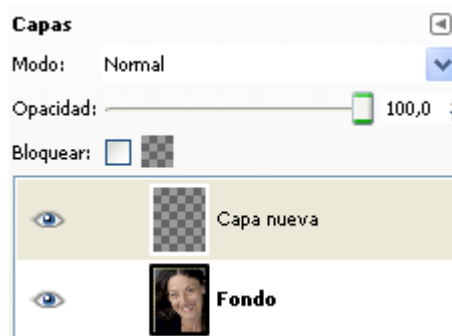 Capas
Modo: Normal
Opacidad: 100,0
Bloquear:
Capa nueva
Fondo